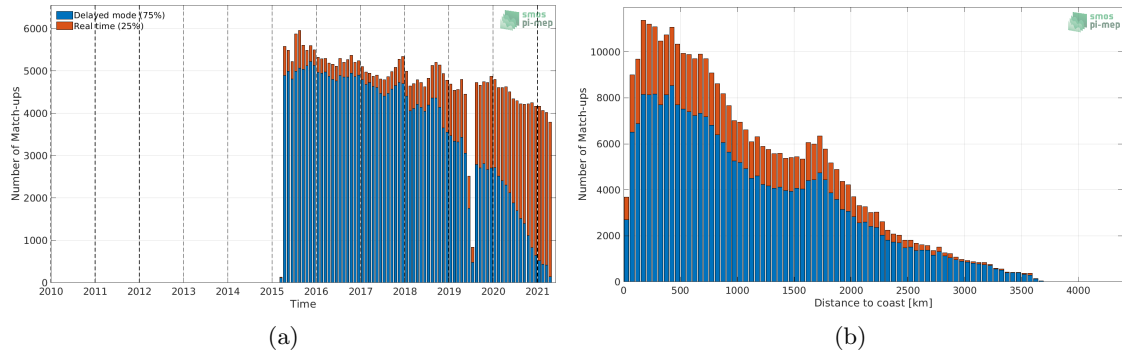 Delayed mode (75%)
Real time (25%)
smos
pi-mep
6000
5000
4000
3000
2000
1000
0
Number of Match-ups
2010 2011 2012 2013 2014 2015 2016 2017 2018 2019 2020 2021
Time
(a)
smos
pi-mep
10000
8000
6000
4000
2000
0
Number of Match-ups
0 500 1000 1500 2000 2500 3000 3500 4000
Distance to coast [km]
(b)